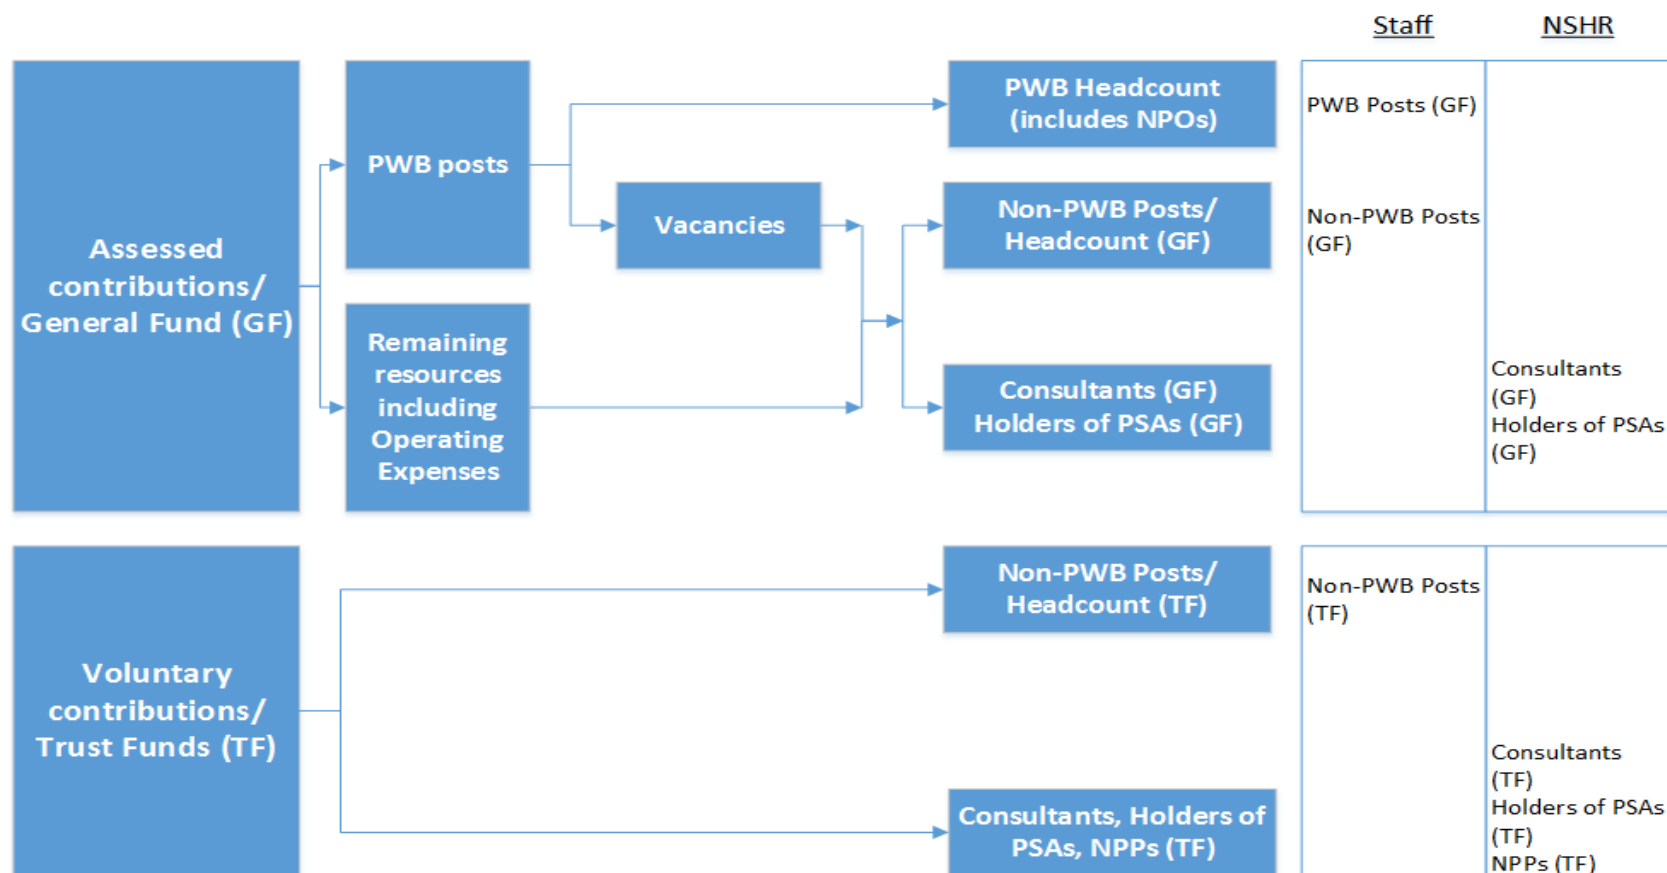 Staff
NSHR
Assessed
contributions/
General Fund (GF)
PWB posts
Vacancies
Remaining
resources
including
Operating
Expenses
PWB Headcount
(includes NPOs)
Non-PWB Posts/
Headcount (GF)
Consultants (GF)
Holders of PSAs (GF)
PWB Posts (GF)
Non-PWB Posts
(GF)
Consultants
(GF)
Holders of PSAs
(GF)
Voluntary
contributions/
Trust Funds (TF)
Non-PWB Posts/
Headcount (TF)
Consultants, Holders of
PSAs, NPPs (TF)
Non-PWB Posts
(TF)
Consultants
(TF)
Holders of PSAs
(TF)
NPPs (TF)